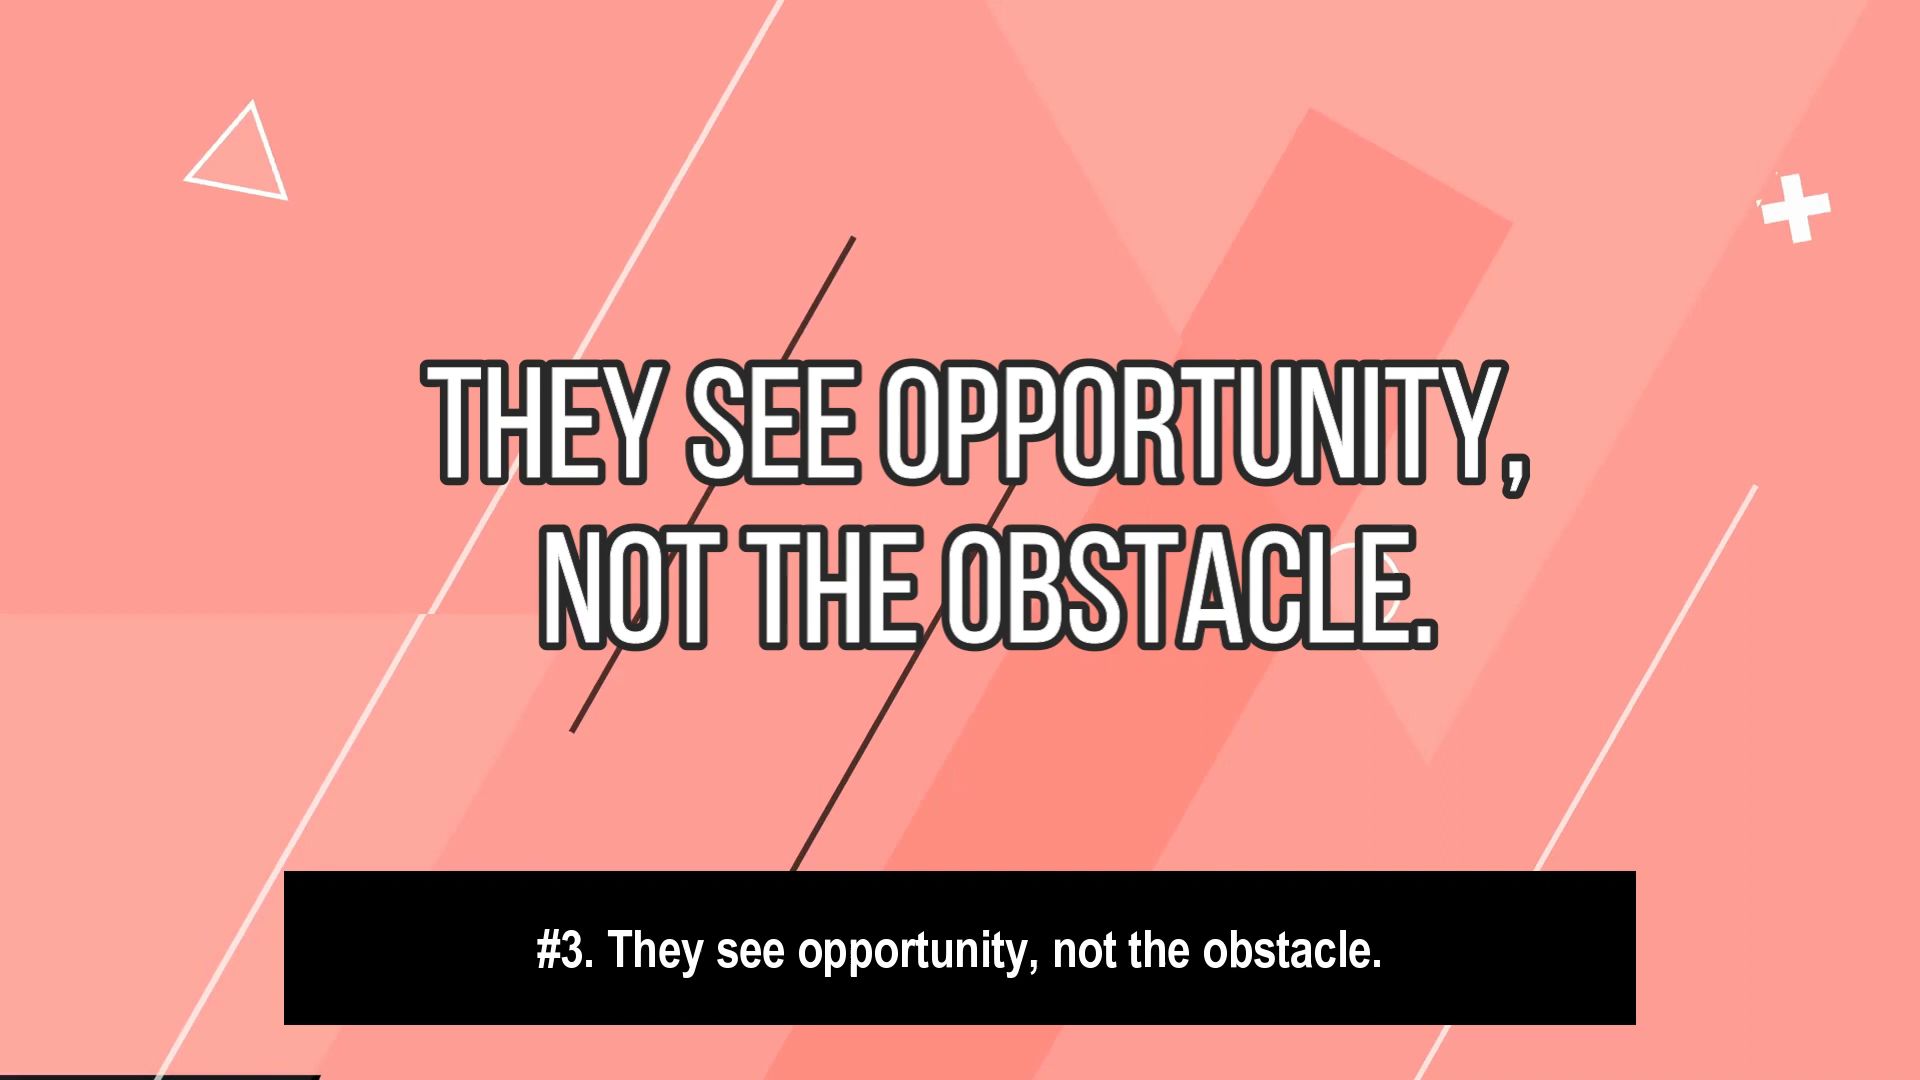 THEY SEE OPPORTUNITY,
NOT THE OBSTACLE.
#3. They see opportunity, not the obstacle.